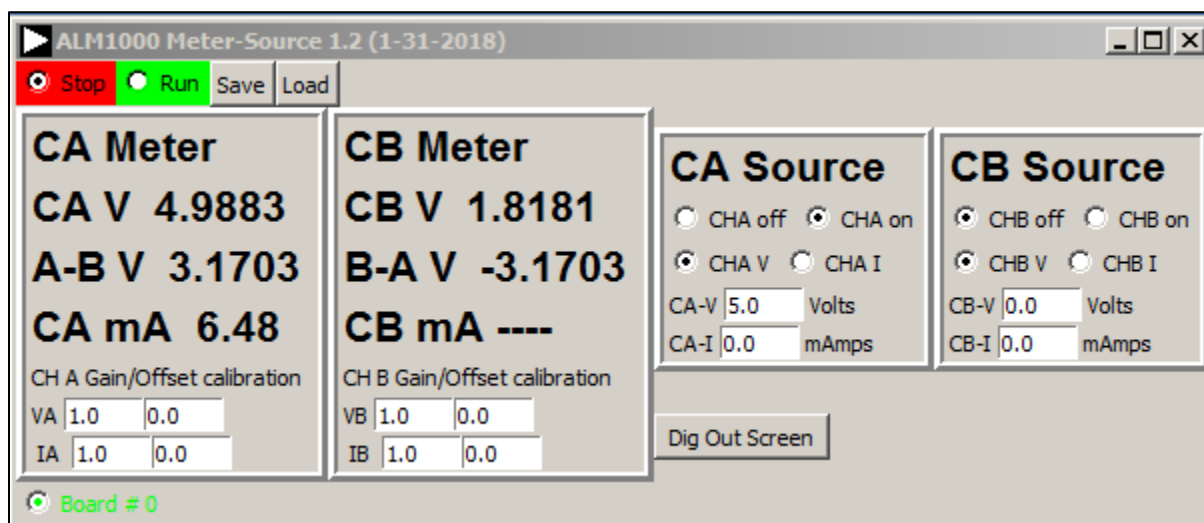 ALM1000 Meter-Source 1.2 (1-31-2018)
Stop Run Save Load
CA Meter
CA V 4.9883
A-B V 3.1703
CA mA 6.48
CH A Gain/Offset calibration
VA 1.0 0.0
IA 1.0 0.0
CB Meter
CB V 1.8181
B-A V -3.1703
CB mA ----
CH B Gain/Offset calibration
VB 1.0 0.0
IB 1.0 0.0
CA Source
CHA off CHA on
CHA V CHA I
CA-V 5.0 Volts
CA-I 0.0 mAmps
CB Source
CHB off CHB on
CHB V CHB I
CB-V 0.0 Volts
CB-I 0.0 mAmps
Dig Out Screen
Board # 0